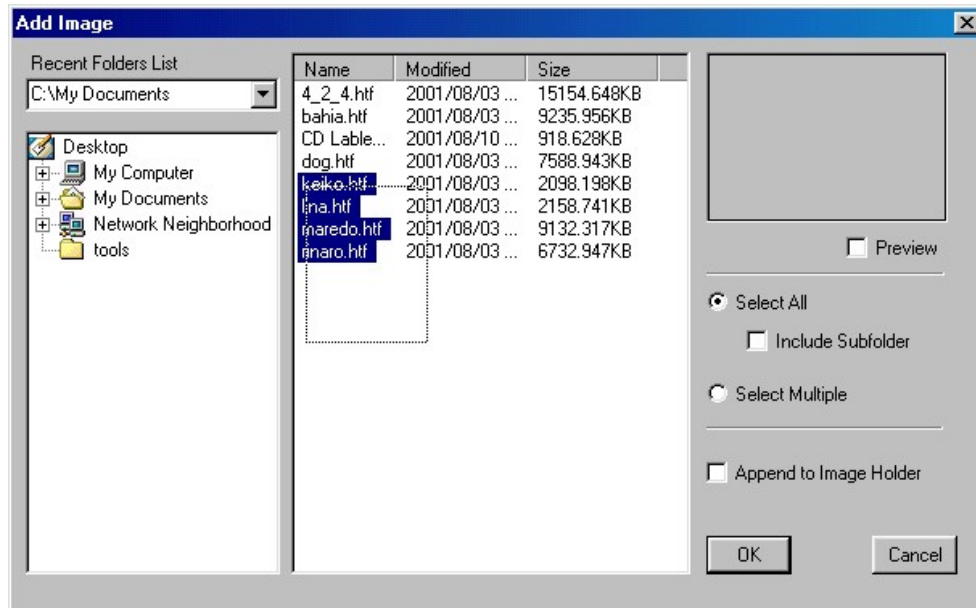 Add Image
Recent Folders List
C:\My Documents
Desktop
My Computer
My Documents
Network Neighborhood
tools
Name Modified Size
4_2_4.htf 2001/08/03 ... 15154.648KB
bahia.htf 2001/08/03 ... 9235.956KB
CD Lable... 2001/08/10 ... 918.628KB
dog.htf 2001/08/03 ... 7588.943KB
keiko.htf 2001/08/03 ... 2098.198KB
lina.htf 2001/08/03 ... 2158.741KB
maredo.htf 2001/08/03 ... 9132.317KB
2001/08/03 ... 6732.947KB
Preview
Select All
Include Subfolder
Select Multiple
Append to Image Holder
OK Cancel